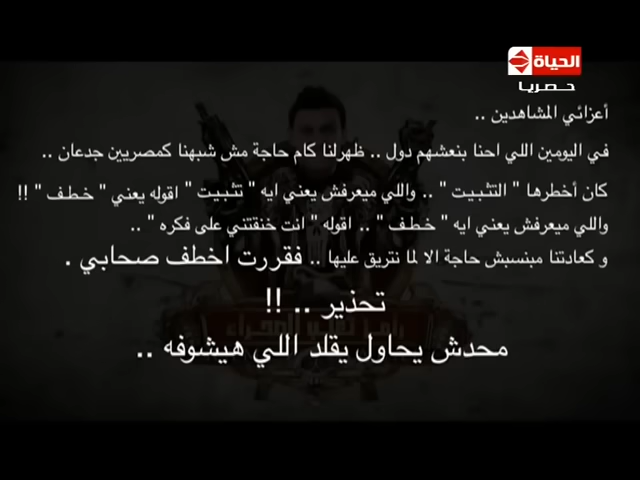 الحياة
حصريا
أعزائي المشاهدين ..
في اليومين اللي احنا بنعشهم دول .. ظهرلنا كام حاجة مش شبهنا كمصريين جدعان ..
كان أخطرها " التثبيت " .. واللي ميعرفش يعني ايه " تثبيت " اقوله يعني " خطف " !!
واللي ميعرفش يعني ايه " خطف " .. اقوله " انت خنقتني على فكره " ..
و كعادتنا مبنسبش حاجة الا لما نتريق عليها .. فقررت اخطف صحابي .
تحذير .. !!
محدش يحاول يقلد اللي هيشوفه ..